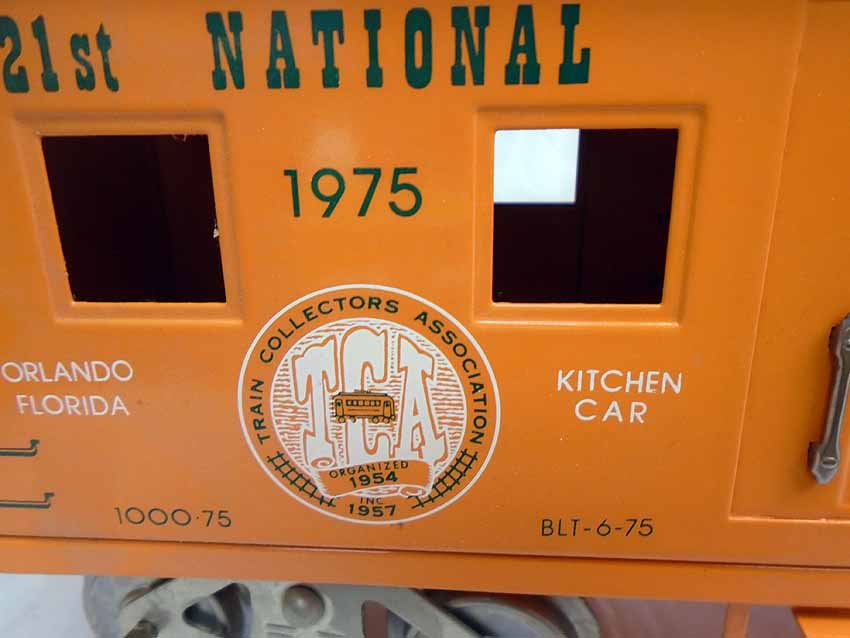 21st NATIONAL
1975
ORLANDO
FLORIDA
TRAIN COLLECTORS ASSOCIATION
TCA
ORGANIZED
1954
INC
1957
KITCHEN
CAR
1000·75
BLT-6-75